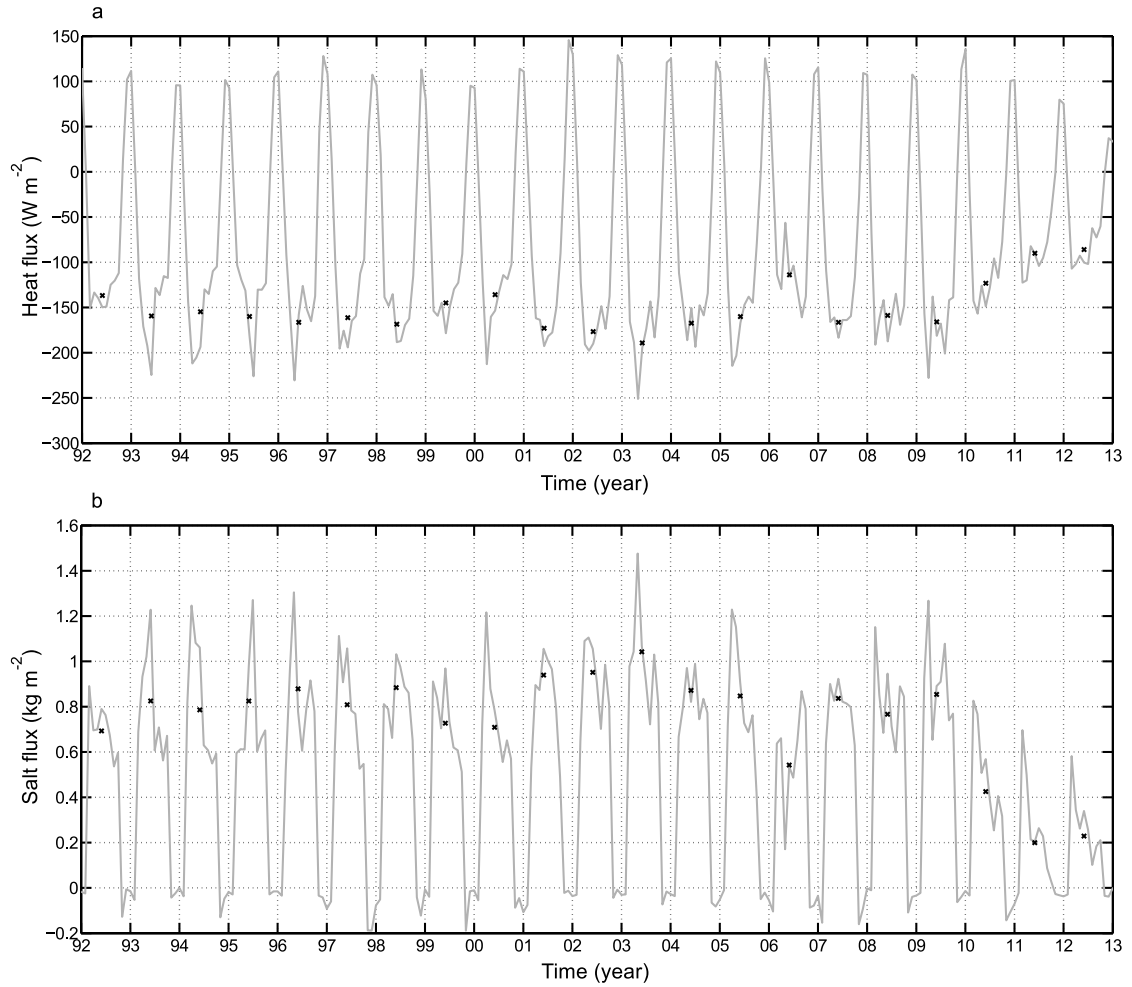 a
150
100
50
0
−50
−100
−150
−200
−250
−300
Heat flux (W m⁻²)
92 93 94 95 96 97 98 99 00 01 02 03 04 05 06 07 08 09 10 11 12 13
Time (year)
b
1.6
1.4
1.2
1
0.8
0.6
0.4
0.2
0
−0.2
Salt flux (kg m⁻²)
92 93 94 95 96 97 98 99 00 01 02 03 04 05 06 07 08 09 10 11 12 13
Time (year)